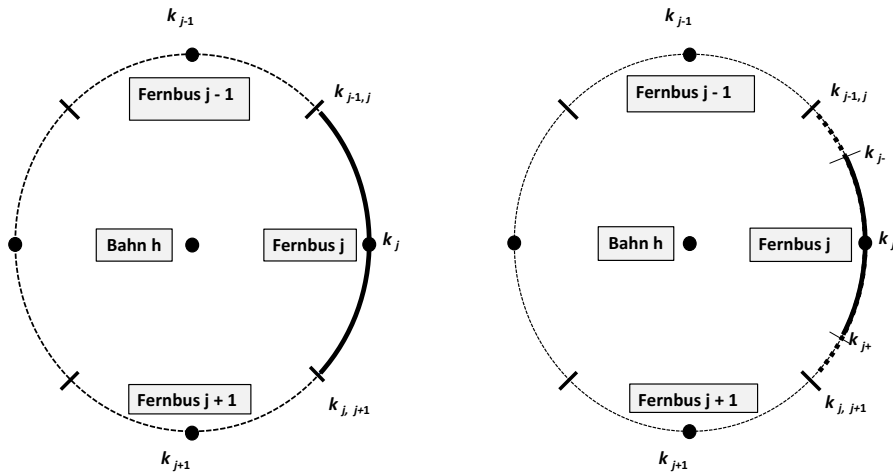 k j-1
Fernbus j - 1
k j-1, j
Bahn h
Fernbus j
k j
Fernbus j + 1
k j, j+1
k j+1
k j-1
Fernbus j - 1
k j-1, j
k j-
Bahn h
Fernbus j
k j
k j+
Fernbus j + 1
k j, j+1
k j+1